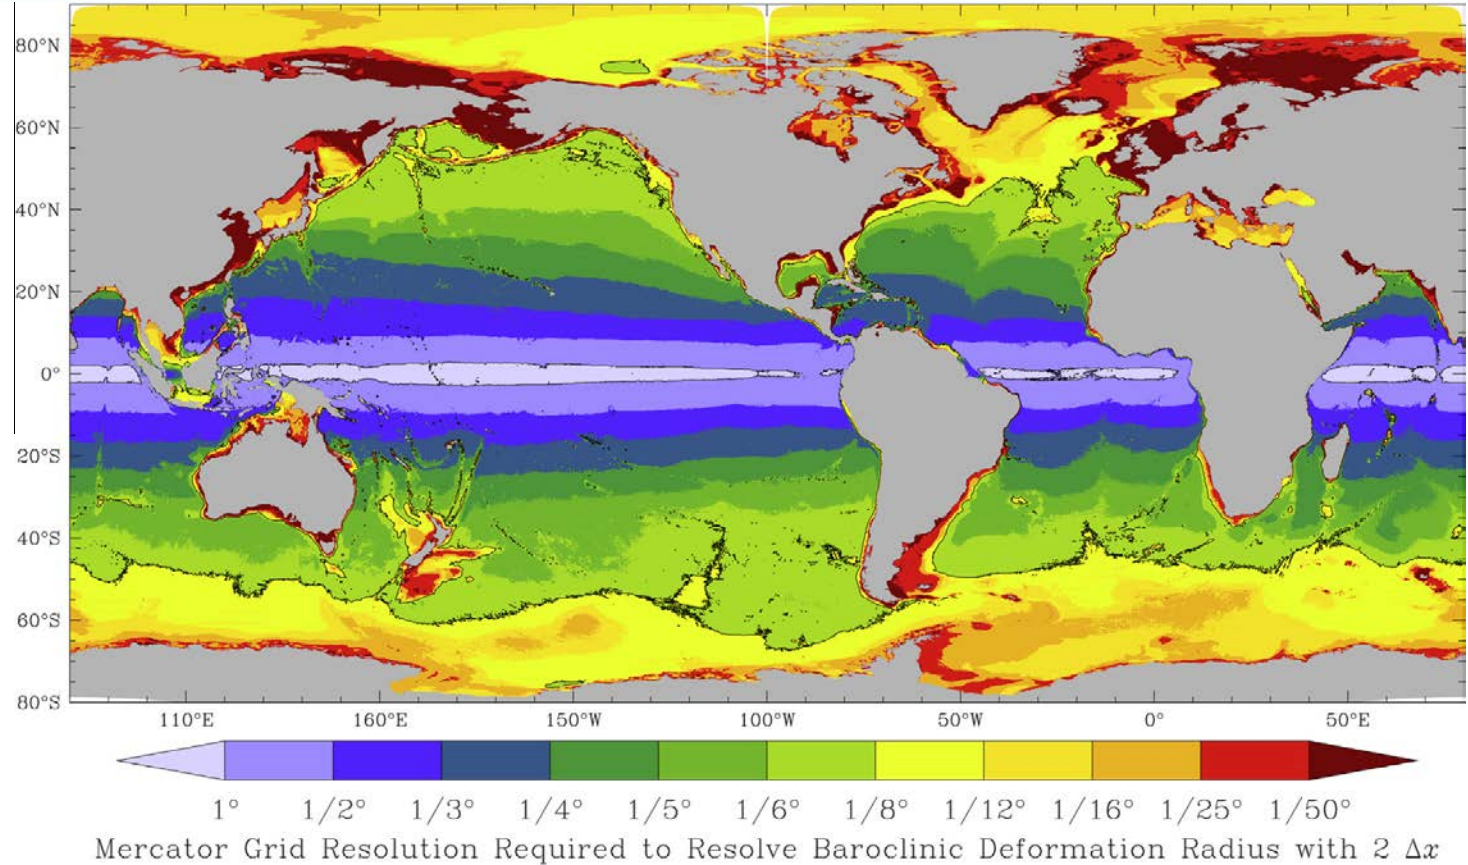 80°N
60°N
40°N
20°N
0°
20°S
40°S
60°S
80°S
110°E 160°E 150°W 100°W 50°W 0° 50°E
1° 1/2° 1/3° 1/4° 1/5° 1/6° 1/8° 1/12° 1/16° 1/25° 1/50°
Mercator Grid Resolution Required to Resolve Baroclinic Deformation Radius with 2 Δx